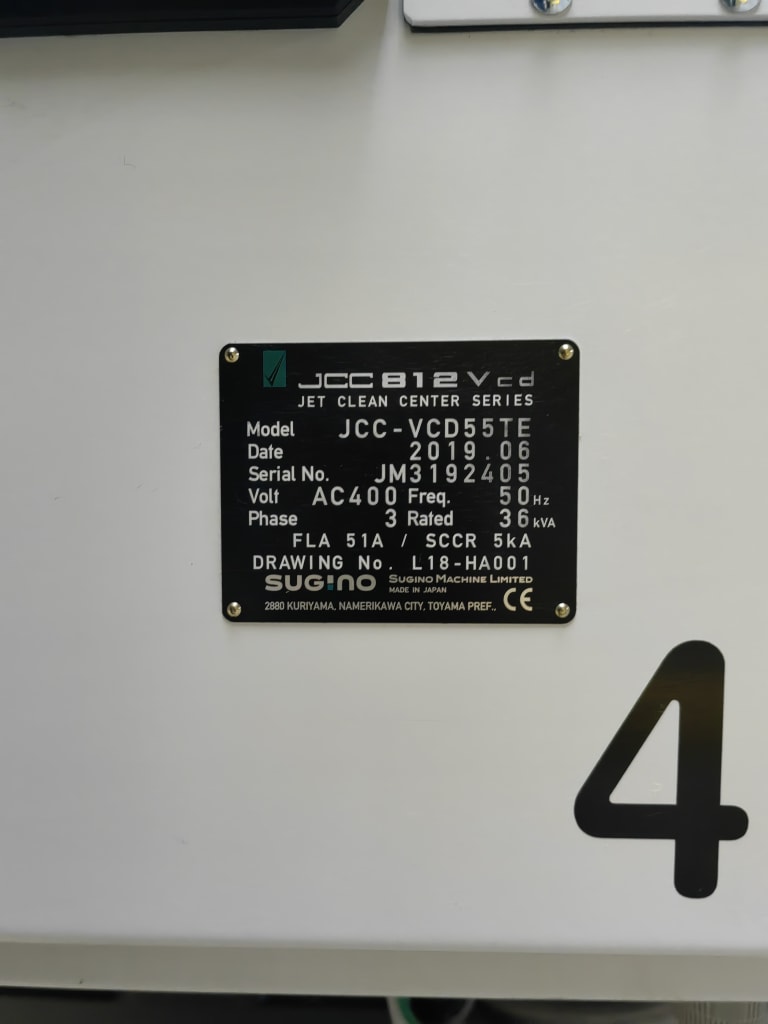 JCC 812 Vcd
JET CLEAN CENTER SERIES
Model JCC-VCD55TE
Date 2019.06
Serial No. JM3192405
Volt AC400 Freq. 50Hz
Phase 3 Rated 36kVA
FLA 51A / SCCR 5kA
DRAWING No. L18-HA001
SUGINO SUGINO MACHINE LIMITED
MADE IN JAPAN
2880 KURIYAMA, NAMERIKAWA CITY, TOYAMA PREF., CE
4